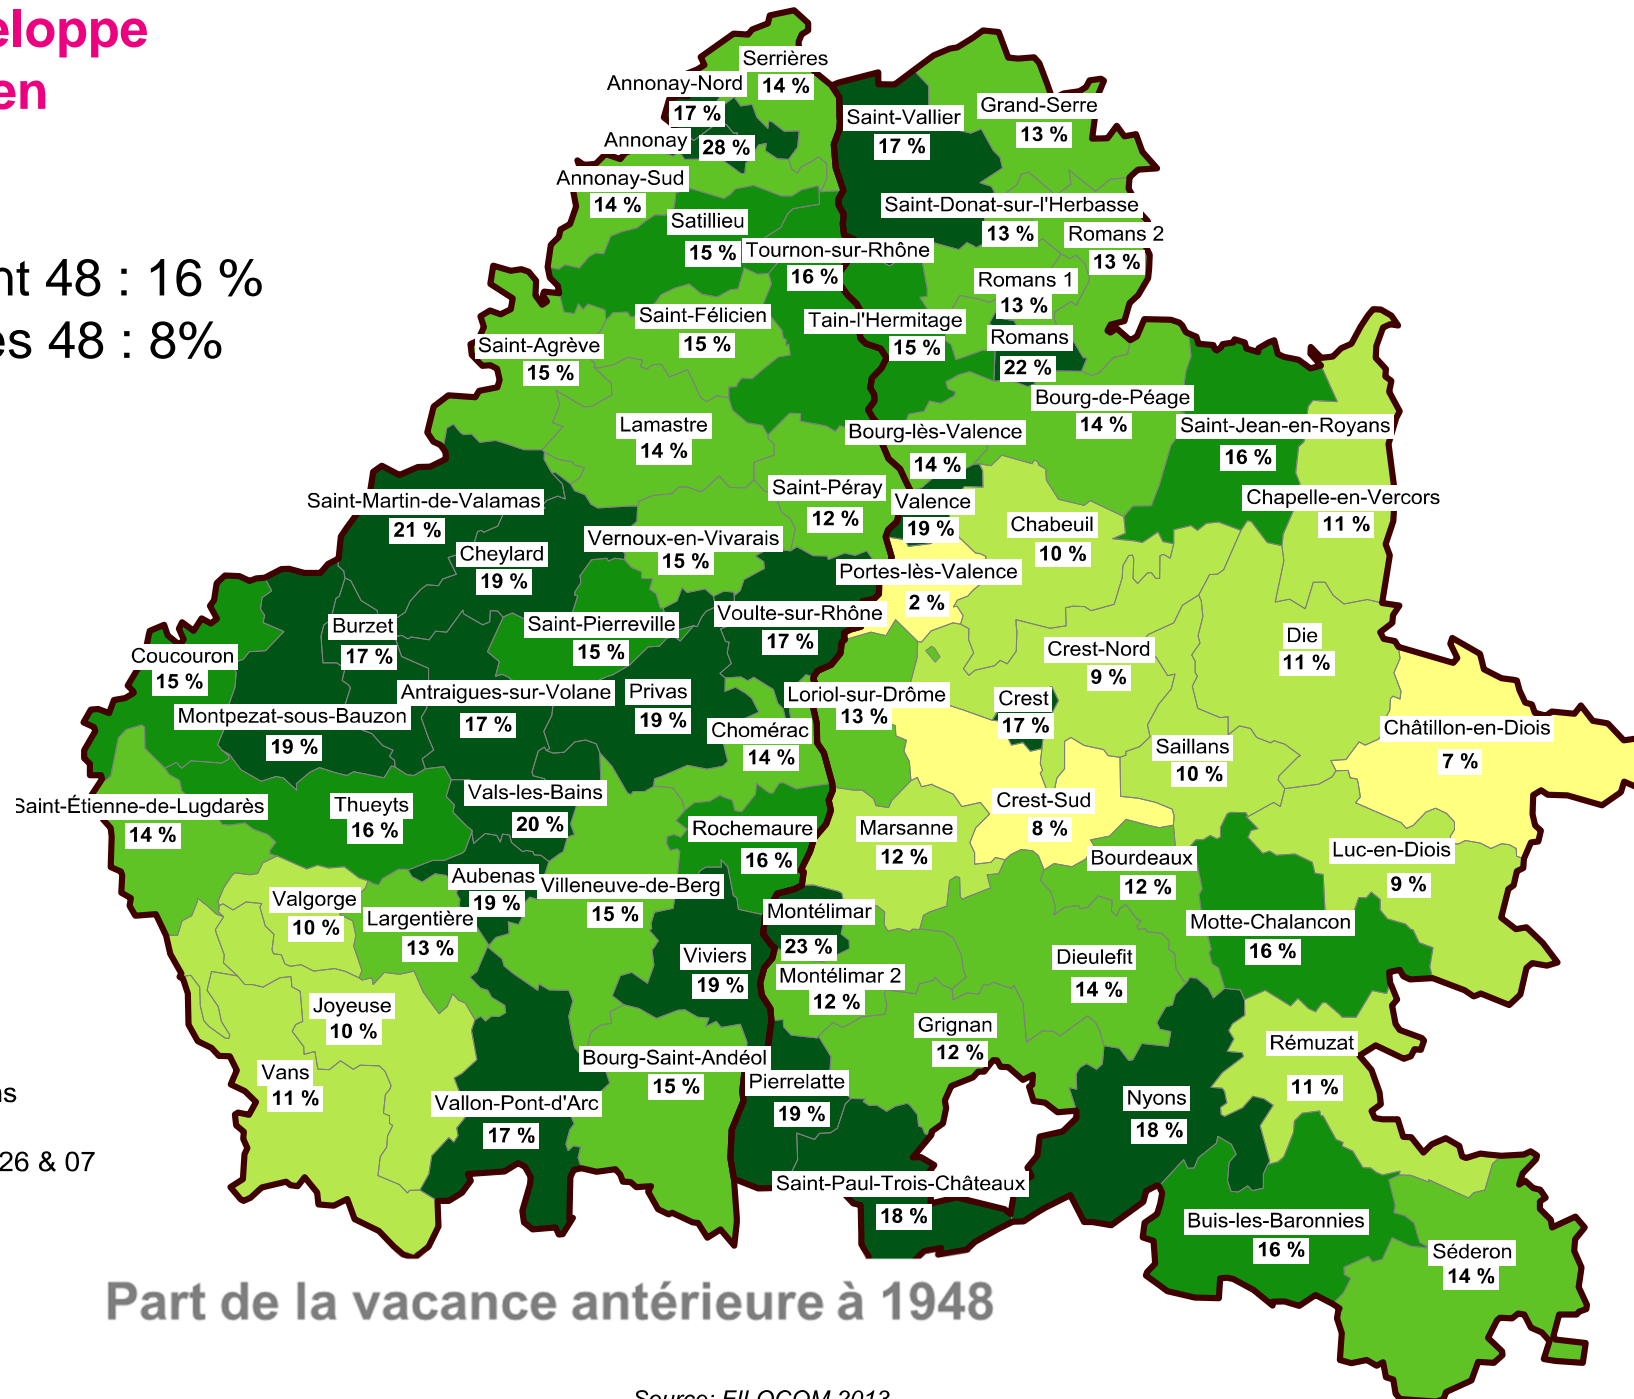 eloppe
en
nt 48 : 16 %
es 48 : 8%
Serrières
14 %
Annonay-Nord
17 %
Annonay
28 %
Annonay-Sud
14 %
Saint-Vallier
17 %
Grand-Serre
13 %
Satillieu
15 %
Saint-Donat-sur-l'Herbasse
13 %
Romans 2
13 %
Tournon-sur-Rhône
16 %
Romans 1
13 %
Saint-Félicien
15 %
Tain-l'Hermitage
15 %
Romans
22 %
Saint-Agrève
15 %
Bourg-de-Péage
14 %
Lamastre
14 %
Bourg-lès-Valence
14 %
Saint-Jean-en-Royans
16 %
Saint-Martin-de-Valamas
21 %
Saint-Péray
12 %
Valence
19 %
Chapelle-en-Vercors
11 %
Chabeuil
10 %
Vernoux-en-Vivarais
15 %
Cheylard
19 %
Portes-lès-Valence
2 %
Burzet
17 %
Saint-Pierreville
15 %
Voulte-sur-Rhône
17 %
Die
11 %
Coucouron
15 %
Crest-Nord
9 %
Antraigues-sur-Volane
17 %
Privas
19 %
Loriol-sur-Drôme
13 %
Crest
17 %
Montpezat-sous-Bauzon
19 %
Chomérac
14 %
Saillans
10 %
Châtillon-en-Diois
7 %
Saint-Étienne-de-Lugdarès
14 %
Thueyts
16 %
Vals-les-Bains
20 %
Crest-Sud
8 %
Rochemaure
16 %
Marsanne
12 %
Bourdeaux
12 %
Luc-en-Diois
9 %
Aubenas
19 %
Villeneuve-de-Berg
15 %
Valgorge
10 %
Largentière
13 %
Montélimar
23 %
Motte-Chalancon
16 %
Viviers
19 %
Montélimar 2
12 %
Dieulefit
14 %
Joyeuse
10 %
Grignan
12 %
Rémuzat
11 %
Vans
11 %
Bourg-Saint-Andéol
15 %
Pierrelatte
19 %
Vallon-Pont-d'Arc
17 %
Nyons
18 %
ns
26 & 07
Saint-Paul-Trois-Châteaux
18 %
Buis-les-Baronnies
16 %
Séderon
14 %
Part de la vacance antérieure à 1948
Source: FILOCOM 2013